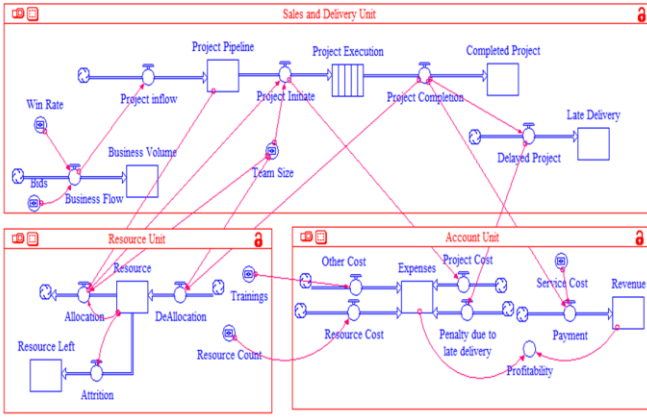 Sales and Delivery Unit
Project Pipeline
Project Execution
Completed Project
Project inflow
Project Initiate
Project Completion
Win Rate
Late Delivery
Business Volume
Delayed Project
Bids
Business Flow
Team Size
Resource Unit
Account Unit
Resource
Other Cost
Expenses
Project Cost
Service Cost
Revenue
Trainings
Allocation
DeAllocation
Resource Cost
Penalty due to
late delivery
Payment
Resource Left
Resource Count
Profitability
Attrition